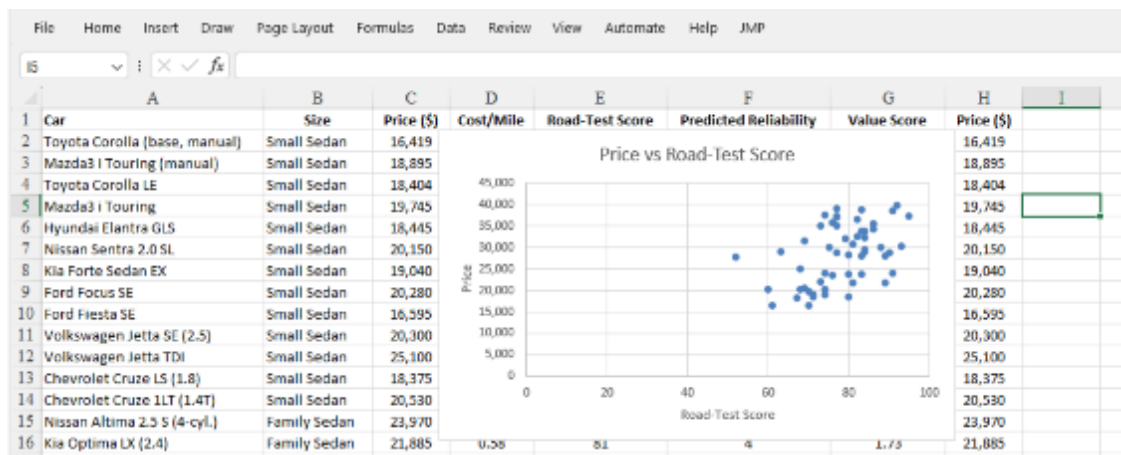 File Home Insert Draw Page Layout Formulas Data Review View Automate Help JMP
I5 fx
A B C D E F G H I
1 Car Size Price ($) Cost/Mile Road-Test Score Predicted Reliability Value Score Price ($)
2 Toyota Corolla (base, manual) Small Sedan 16,419 16,419
3 Mazda3 i Touring (manual) Small Sedan 18,895 18,895
4 Toyota Corolla LE Small Sedan 18,404 18,404
5 Mazda3 i Touring Small Sedan 19,745 19,745
6 Hyundai Elantra GLS Small Sedan 18,445 18,445
7 Nissan Sentra 2.0 SL Small Sedan 20,150 20,150
8 Kia Forte Sedan EX Small Sedan 19,040 19,040
9 Ford Focus SE Small Sedan 20,280 20,280
10 Ford Fiesta SE Small Sedan 16,595 16,595
11 Volkswagen Jetta SE (2.5) Small Sedan 20,300 20,300
12 Volkswagen Jetta TDI Small Sedan 25,100 25,100
13 Chevrolet Cruze LS (1.8) Small Sedan 18,375 18,375
14 Chevrolet Cruze 1LT (1.4T) Small Sedan 20,530 20,530
15 Nissan Altima 2.5 S (4-cyl.) Family Sedan 23,970 23,970
16 Kia Optima LX (2.4) Family Sedan 21,885 0.58 81 4 1.73 21,885
Price vs Road-Test Score
45,000
40,000
35,000
30,000
25,000
20,000
15,000
10,000
5,000
0
Price
0 20 40 60 80 100
Road-Test Score